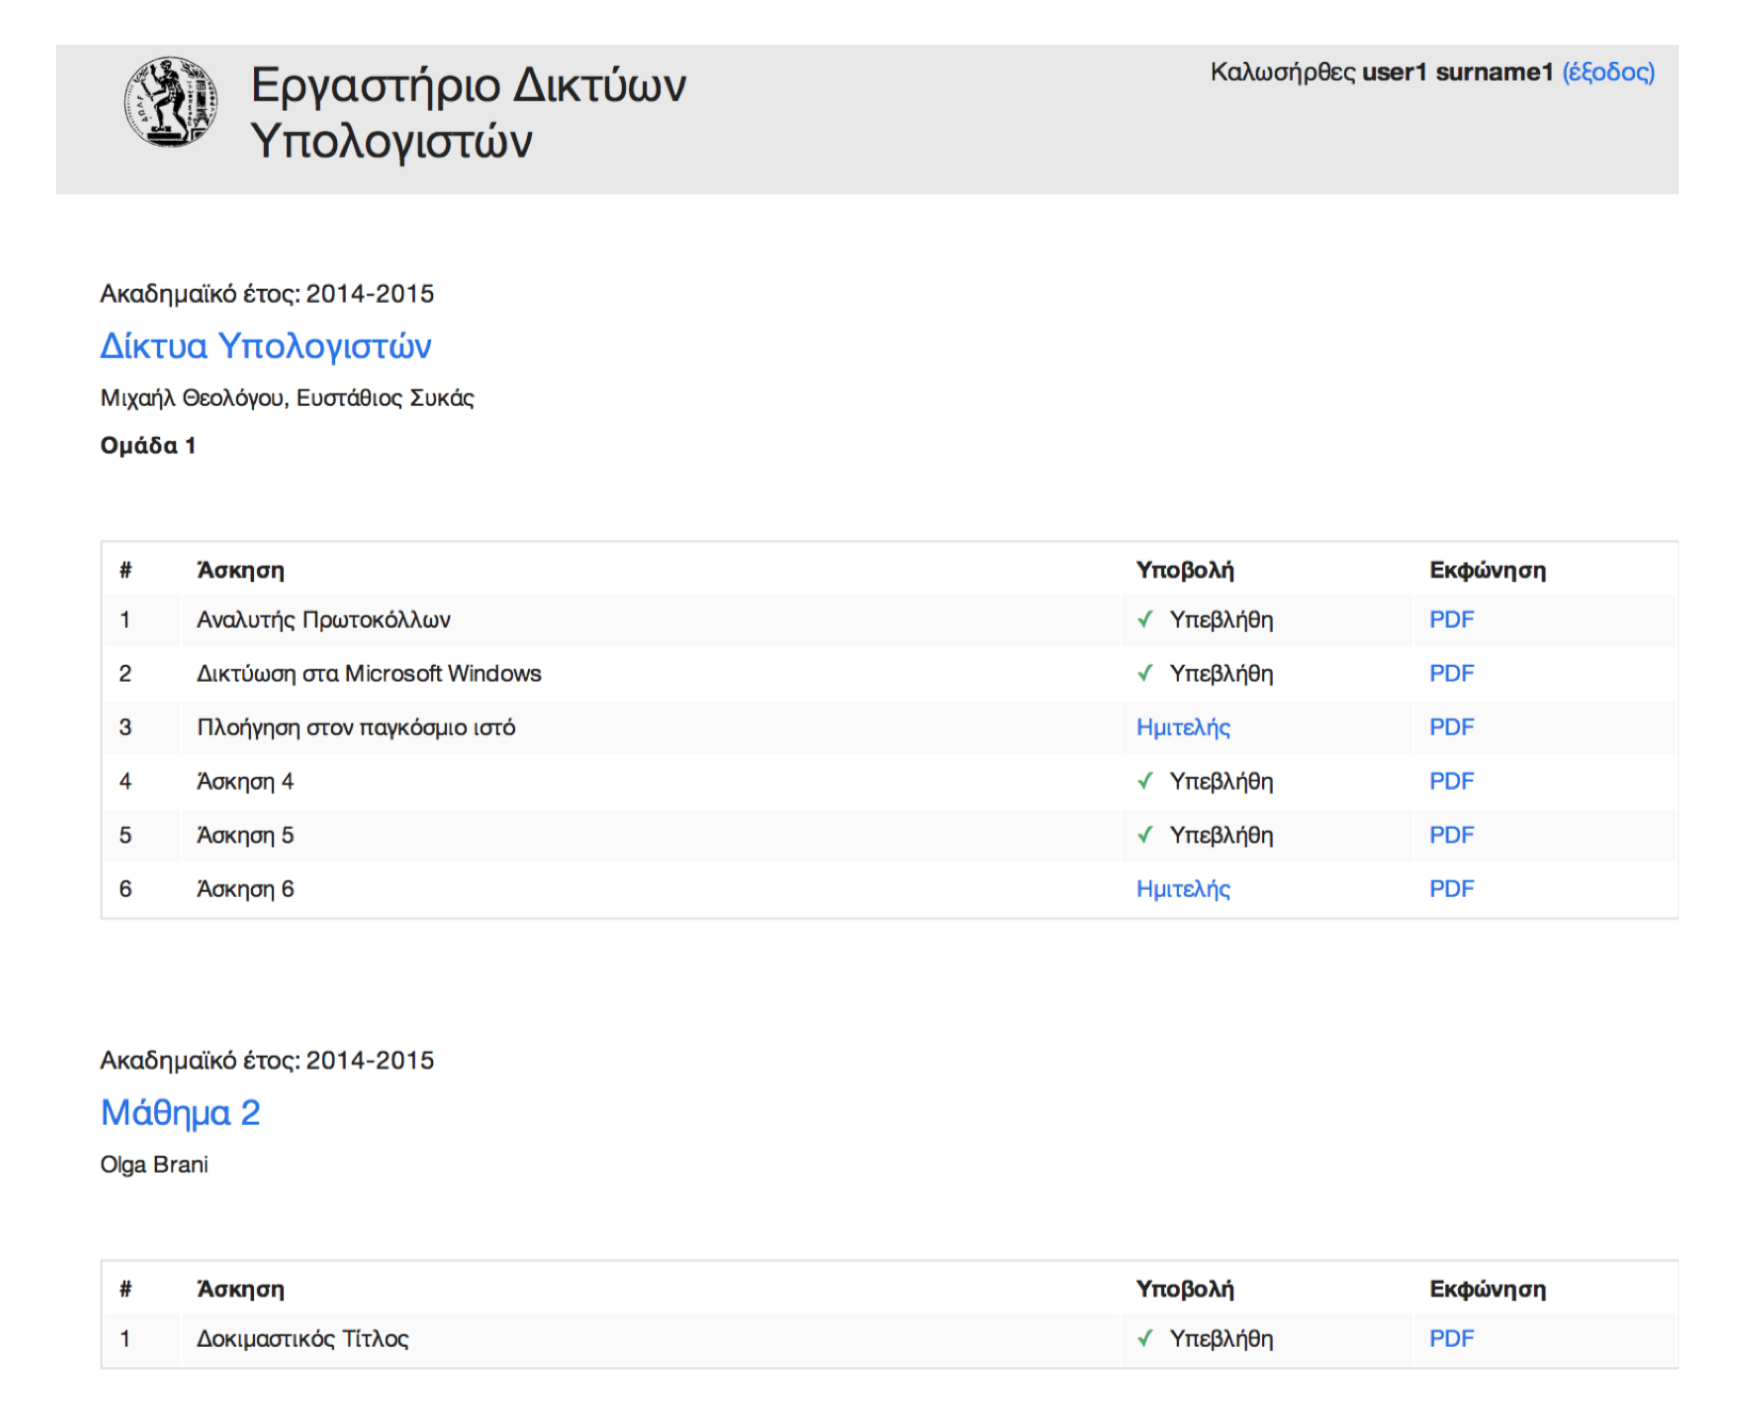 Εργαστήριο Δικτύων
Υπολογιστών
Καλωσήρθες user1 surname1 (έξοδος)
Ακαδημαϊκό έτος: 2014-2015
Δίκτυα Υπολογιστών
Μιχαήλ Θεολόγου, Ευστάθιος Συκάς
Ομάδα 1
# Άσκηση Υποβολή Εκφώνηση
1 Αναλυτής Πρωτοκόλλων ✓ Υπεβλήθη PDF
2 Δικτύωση στα Microsoft Windows ✓ Υπεβλήθη PDF
3 Πλοήγηση στον παγκόσμιο ιστό Ημιτελής PDF
4 Άσκηση 4 ✓ Υπεβλήθη PDF
5 Άσκηση 5 ✓ Υπεβλήθη PDF
6 Άσκηση 6 Ημιτελής PDF
Ακαδημαϊκό έτος: 2014-2015
Μάθημα 2
Olga Brani
# Άσκηση Υποβολή Εκφώνηση
1 Δοκιμαστικός Τίτλος ✓ Υπεβλήθη PDF